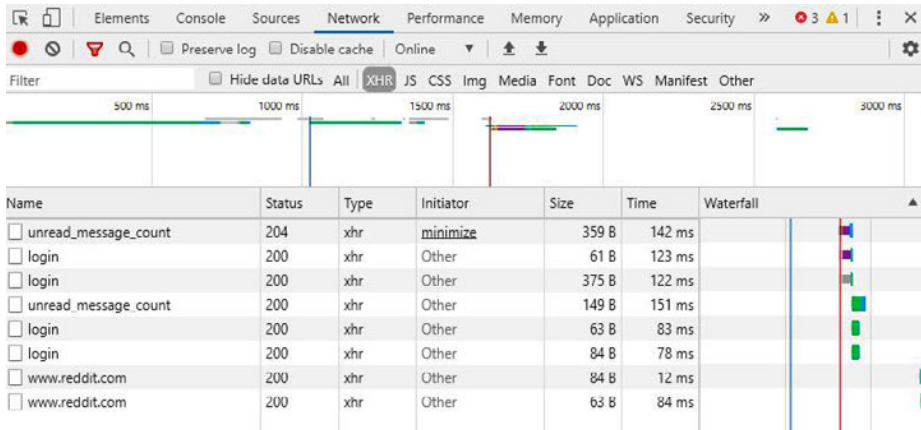 Elements Console Sources Network Performance Memory Application Security » 3 1
Preserve log Disable cache Online
Filter Hide data URLs All XHR JS CSS Img Media Font Doc WS Manifest Other
500 ms 1000 ms 1500 ms 2000 ms 2500 ms 3000 ms
Name Status Type Initiator Size Time Waterfall
unread_message_count 204 xhr minimize 359 B 142 ms
login 200 xhr Other 61 B 123 ms
login 200 xhr Other 375 B 122 ms
unread_message_count 200 xhr Other 149 B 151 ms
login 200 xhr Other 63 B 83 ms
login 200 xhr Other 84 B 78 ms
www.reddit.com 200 xhr Other 84 B 12 ms
www.reddit.com 200 xhr Other 63 B 84 ms